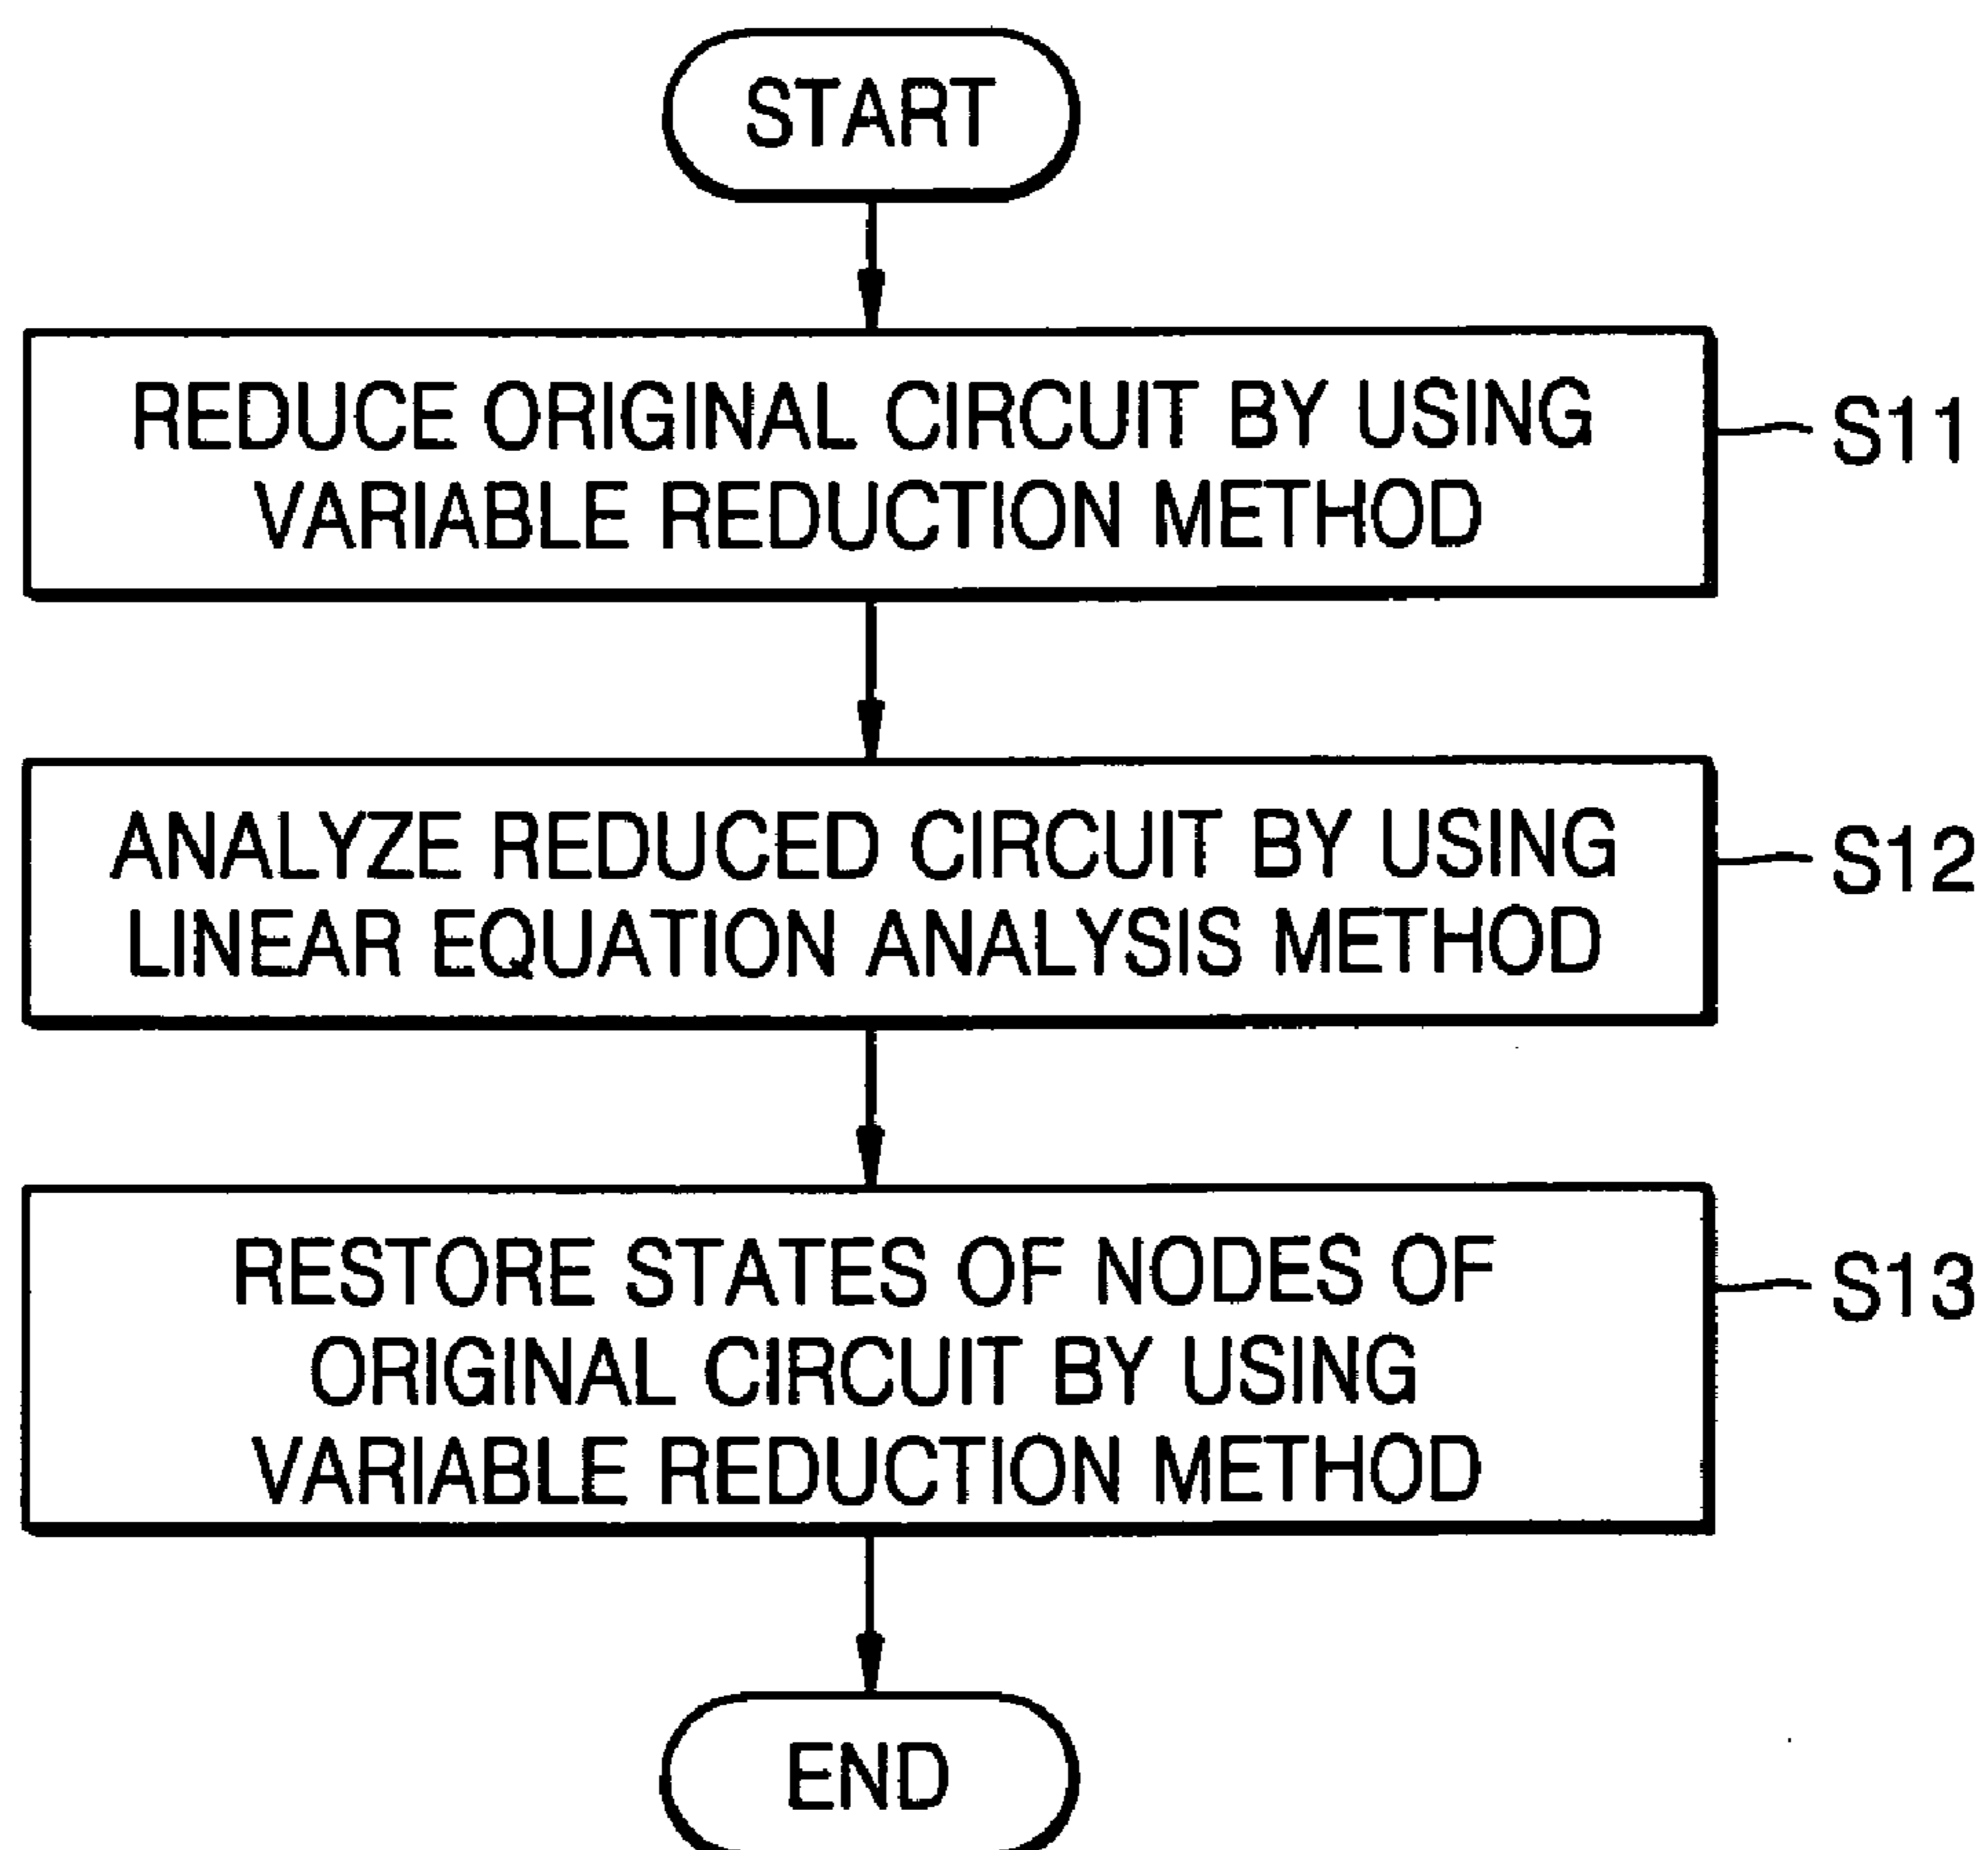 START
REDUCE ORIGINAL CIRCUIT BY USING
VARIABLE REDUCTION METHOD
S11
ANALYZE REDUCED CIRCUIT BY USING
LINEAR EQUATION ANALYSIS METHOD
S12
RESTORE STATES OF NODES OF
ORIGINAL CIRCUIT BY USING
VARIABLE REDUCTION METHOD
S13
END